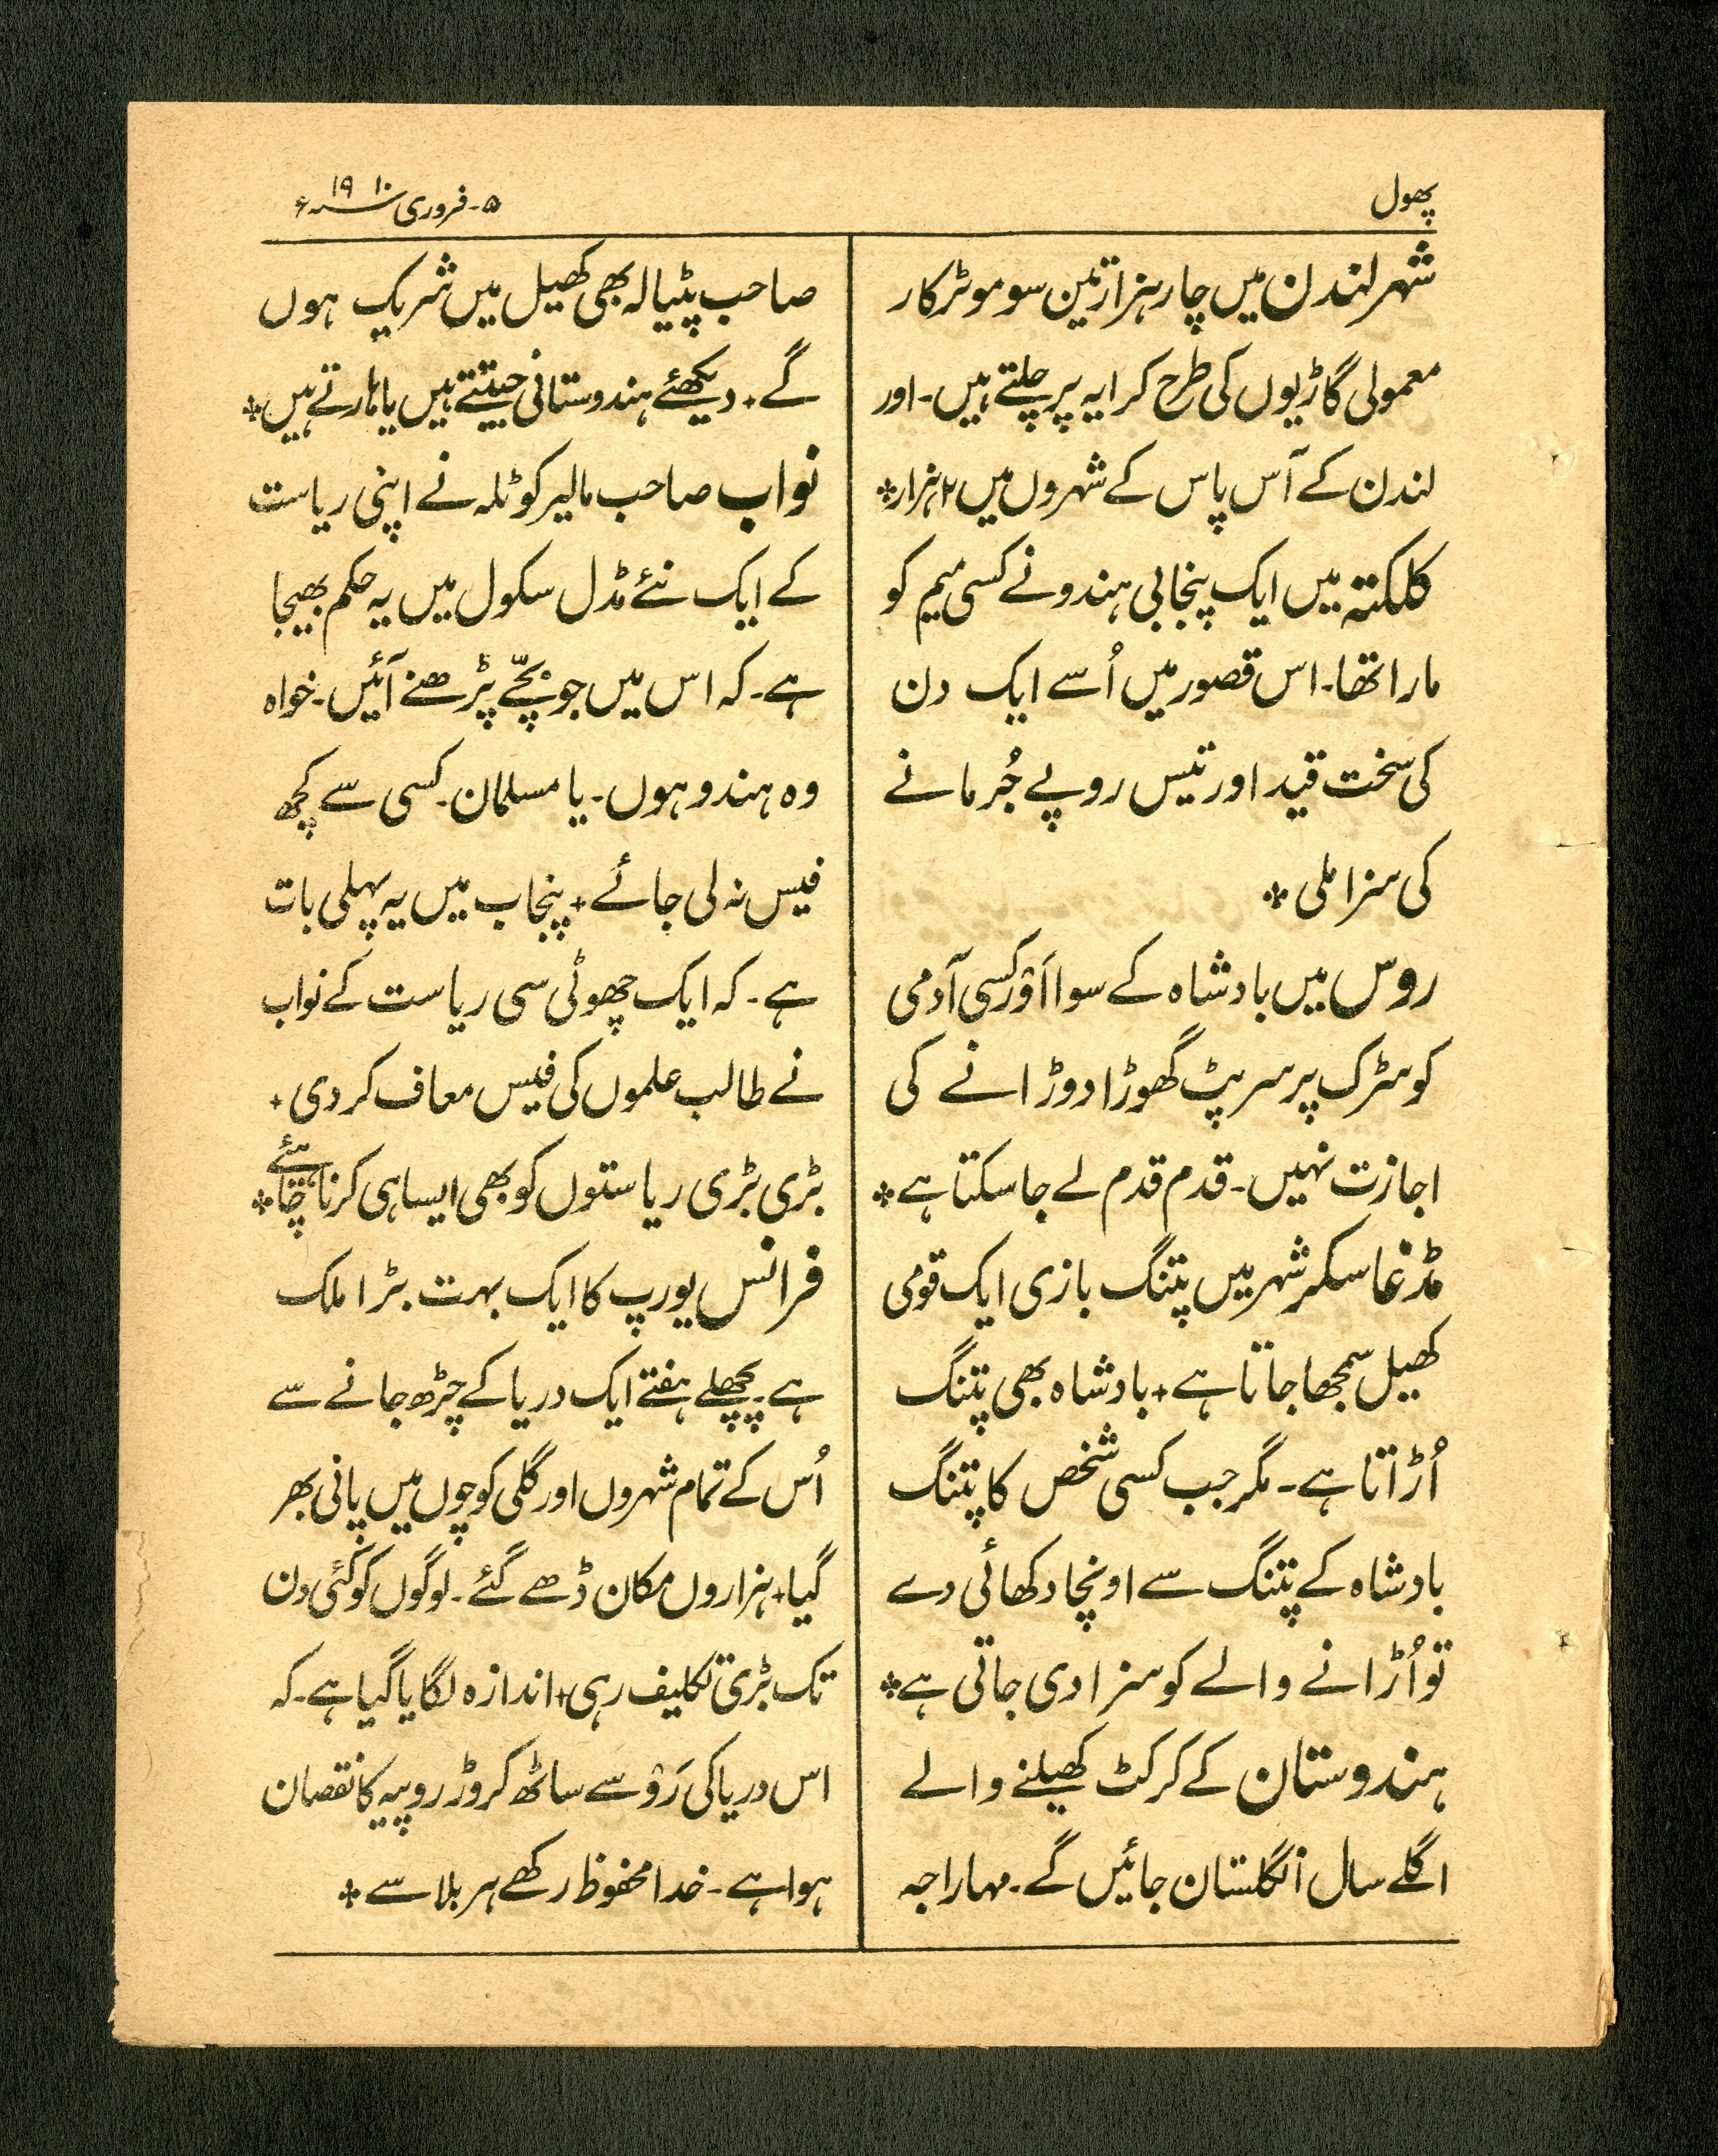 پھول
۵۔ فروری سنہ ۱۹۱۰ء
شہر لندن میں چار ہزار تین سو موٹر کار
معمولی گاڑیوں کی طرح کرایہ پر چلتے ہیں۔ اور
لندن کے آس پاس کے شہروں میں ۲ ہزار ⁂
کلکتہ میں ایک پنجابی ہندو نے کسی میم کو
مارا تھا۔ اس قصور میں اُسے ایک دن
کی سخت قید اور تیس روپے جُرمانے
کی سزا ملی ⁂
روس میں بادشاہ کے سوا اَوْر کسی آدمی
کو سڑک پر سرپٹ گھوڑا دوڑانے کی
اجازت نہیں۔ قدم قدم لے جا سکتا ہے ⁂
مڈغاسکر شہر میں پتنگ بازی ایک قومی
کھیل سمجھا جاتا ہے + بادشاہ بھی پتنگ
اُڑاتا ہے۔ مگر جب کسی شخص کا پتنگ
بادشاہ کے پتنگ سے اونچا دکھائی دے
تو اُڑانے والے کو سزا دی جاتی ہے ⁂
ہندوستان کے کرکٹ کھیلنے والے
اگلے سال انگلستان جائیں گے۔ مہاراجہ
صاحب پٹیالہ بھی کھیل میں شریک ہوں
گے + دیکھئے ہندوستانی جیتتے ہیں یا ہارتے ہیں ⁂
نواب صاحب مالیر کوٹلہ نے اپنی ریاست
کے ایک نئے مڈل سکول میں یہ حکم بھیجا
ہے۔ کہ اس میں جو بچّے پڑھنے آئیں۔ خواہ
وہ ہندو ہوں۔ یا مسلمان۔ کسی سے کچھ
فیس نہ لی جائے + پنجاب میں یہ پہلی بات
ہے۔ کہ ایک چھوٹی سی ریاست کے نواب
نے طالب علموں کی فیس معاف کر دی +
بڑی بڑی ریاستوں کو بھی ایسا ہی کرنا چاہئے ⁂
فرانس یورپ کا ایک بہت بڑا ملک
ہے۔ پچھلے ہفتے ایک دریا کے چڑھ جانے سے
اُس کے تمام شہروں اور گلی کوچوں میں پانی بھر
گیا + ہزاروں مکان ڈھے گئے۔ لوگوں کو کئی دن
تک بڑی تکلیف رہی + اندازہ لگایا گیا ہے۔ کہ
اس دریا کی رَوْ سے ساٹھ کروڑ روپیہ کا نقصان
ہوا ہے۔ خدا محفوظ رکھے ہر بلا سے ⁂